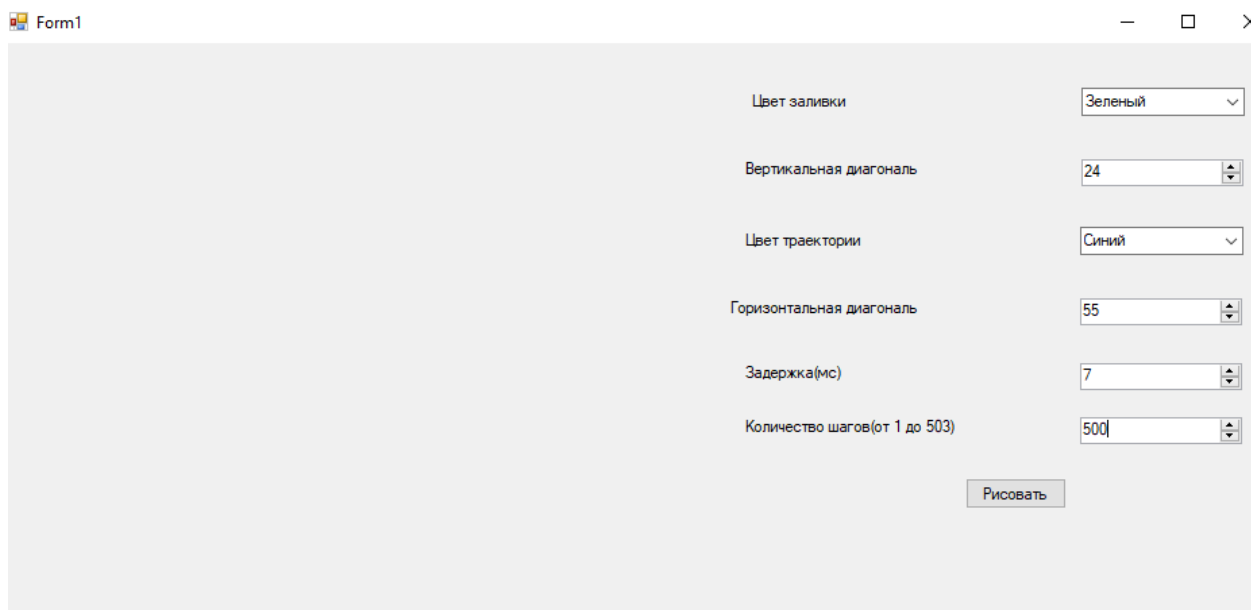 Form1
Цвет заливки Зеленый
Вертикальная диагональ 24
Цвет траектории Синий
Горизонтальная диагональ 55
Задержка(мс) 7
Количество шагов(от 1 до 503) 500
Рисовать